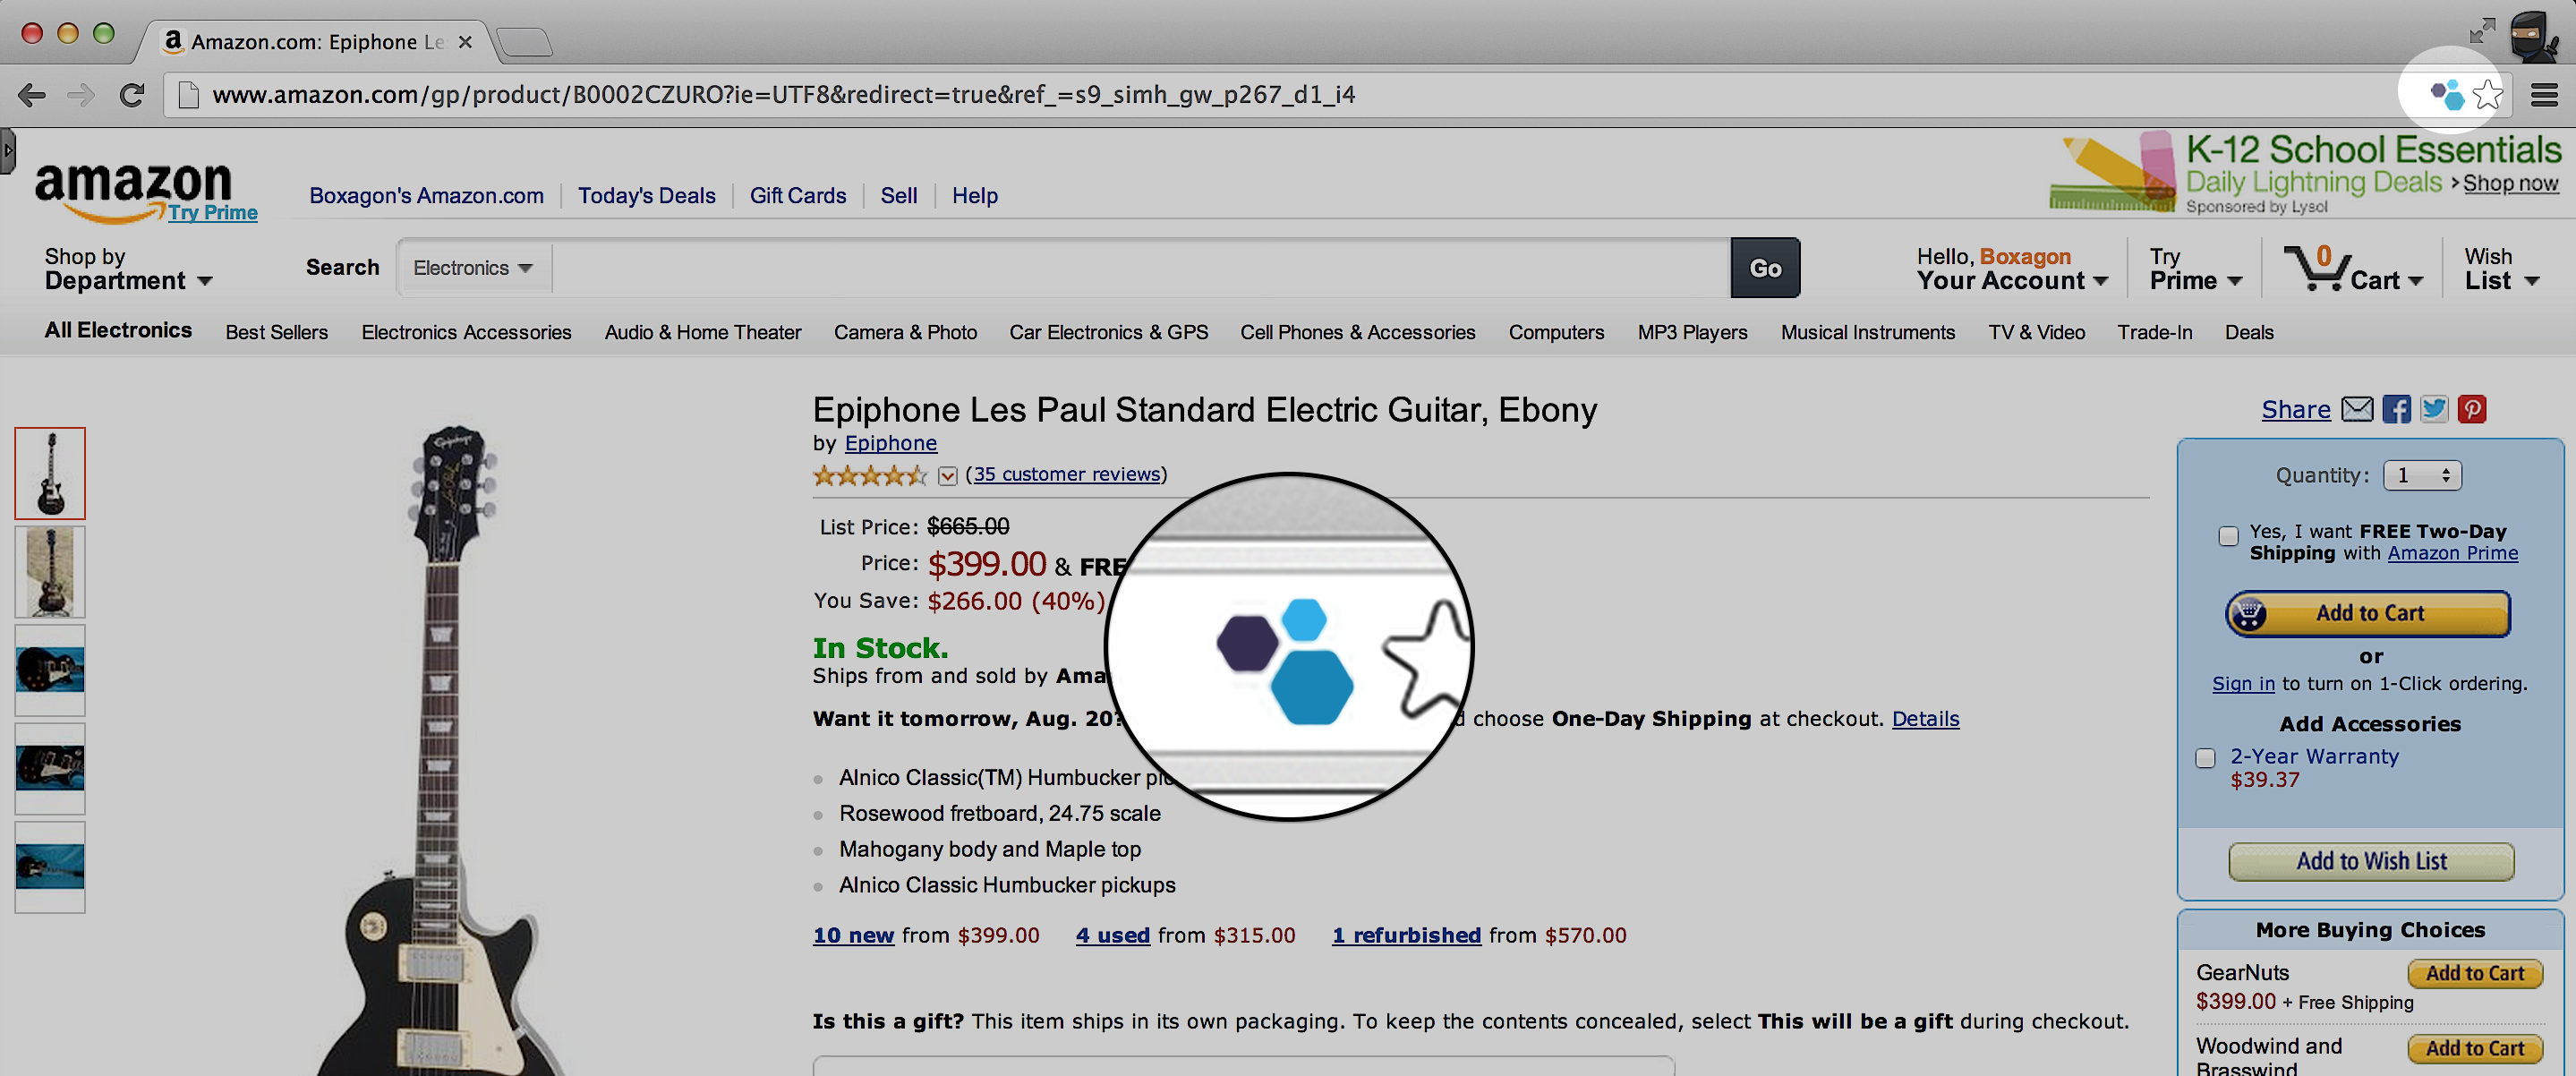 Amazon.com: Epiphone Le
www.amazon.com/gp/product/B0002CZURO?ie=UTF8&redirect=true&ref_=s9_simh_gw_p267_d1_i4
amazon
Try Prime
Boxagon's Amazon.com
Today's Deals
Gift Cards
Sell
Help
K-12 School Essentials
Daily Lightning Deals › Shop now
Sponsored by Lysol
Shop by
Department
Search
Electronics
Go
Hello, Boxagon
Your Account
Try
Prime
0
Cart
Wish
List
All Electronics
Best Sellers
Electronics Accessories
Audio & Home Theater
Camera & Photo
Car Electronics & GPS
Cell Phones & Accessories
Computers
MP3 Players
Musical Instruments
TV & Video
Trade-In
Deals
Epiphone
Epiphone Les Paul Standard Electric Guitar, Ebony
by Epiphone
(35 customer reviews)
List Price: $665.00
Price: $399.00 & FRE
You Save: $266.00 (40%)
In Stock.
Ships from and sold by Ama
Want it tomorrow, Aug. 20? d choose One-Day Shipping at checkout. Details
Alnico Classic(TM) Humbucker pic
Rosewood fretboard, 24.75 scale
Mahogany body and Maple top
Alnico Classic Humbucker pickups
10 new from $399.00
4 used from $315.00
1 refurbished from $570.00
Is this a gift? This item ships in its own packaging. To keep the contents concealed, select This will be a gift during checkout.
Share
Quantity: 1
Yes, I want FREE Two-Day
Shipping with Amazon Prime
Add to Cart
or
Sign in to turn on 1-Click ordering.
Add Accessories
2-Year Warranty
$39.37
Add to Wish List
More Buying Choices
GearNuts
Add to Cart
$399.00 + Free Shipping
Woodwind and
Brasswind
Add to Cart